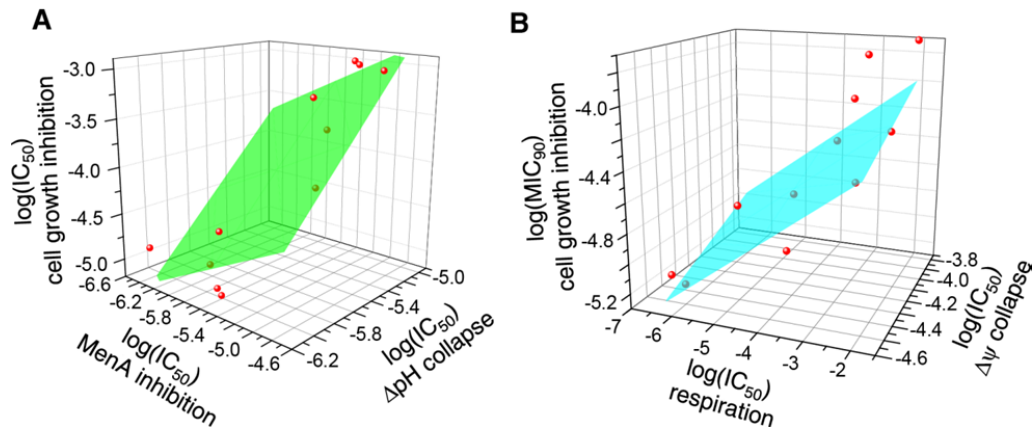 A
log(IC50)
cell growth inhibition
-3.0
-3.5
-4.0
-4.5
-5.0
-6.6
-6.2
-5.8
-5.4
-5.0
-4.6
log(IC50)
MenA inhibition
-6.2
-5.8
-5.4
-5.0
log(IC50)
ΔpH collapse
B
log(MIC90)
cell growth inhibition
-4.0
-4.4
-4.8
-5.2
-7
-6
-5
-4
-3
-2
log(IC50)
respiration
-4.6
-4.4
-4.2
-4.0
-3.8
log(IC50)
Δψ collapse